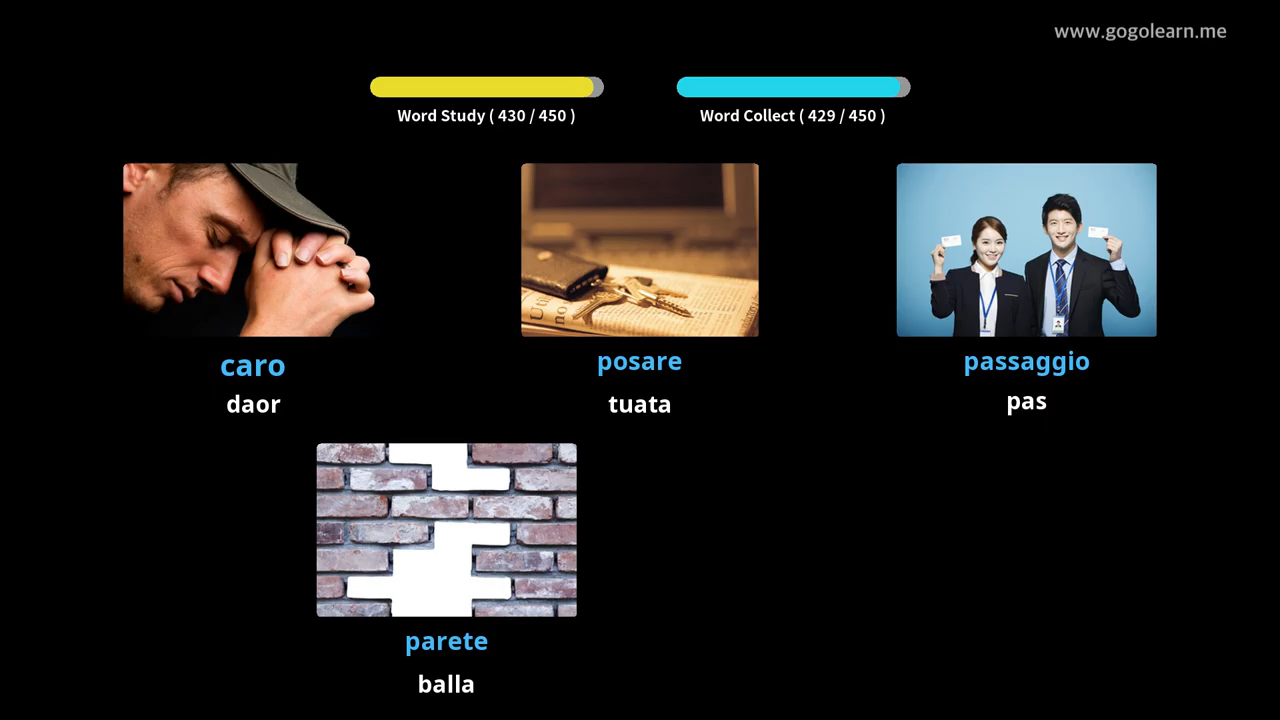 www.gogolearn.me
Word Study ( 430 / 450 )
Word Collect ( 429 / 450 )
caro
daor
posare
tuata
passaggio
pas
parete
balla